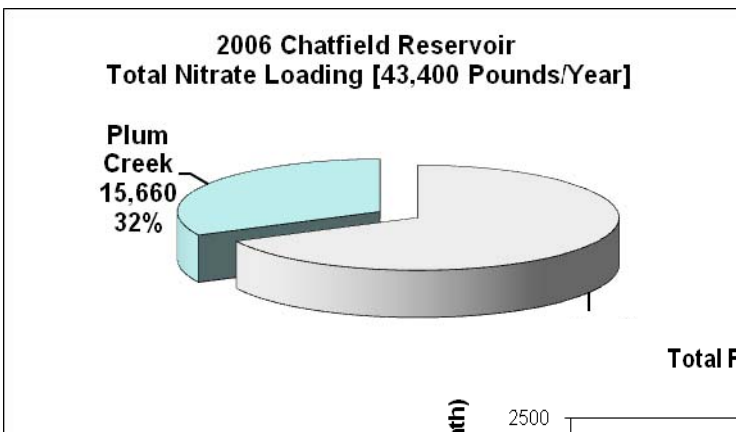 2006 Chatfield Reservoir
Total Nitrate Loading [43,400 Pounds/Year]
Plum
Creek
15,660
32%
Total
2500